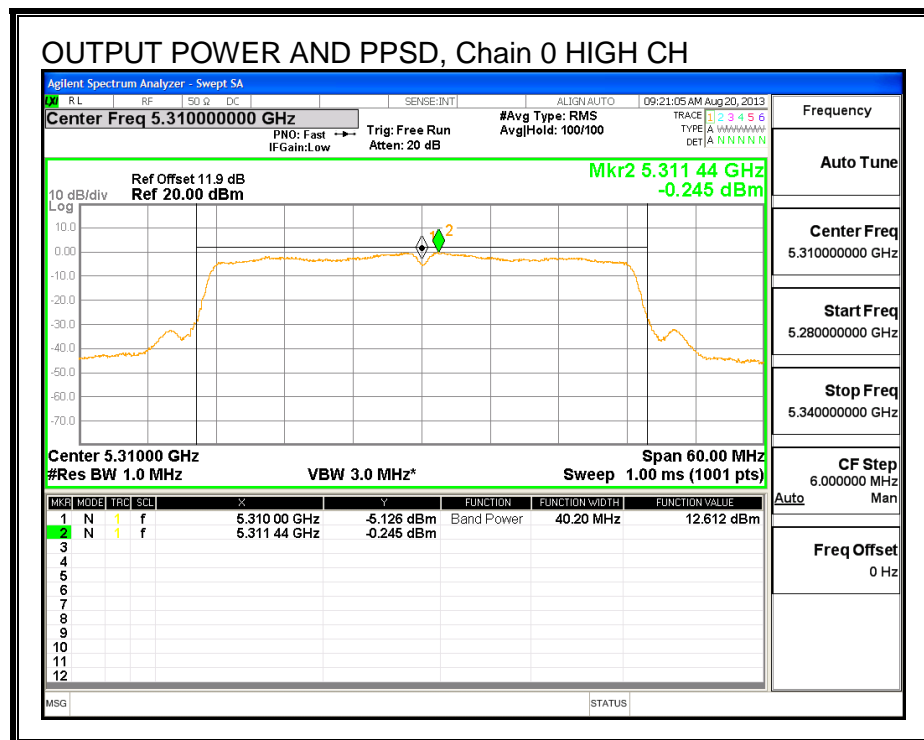 OUTPUT POWER AND PPSD, Chain 0 HIGH CH
Agilent Spectrum Analyzer - Swept SA
LXI RL RF 50 Ω DC SENSE:INT ALIGN AUTO 09:21:05 AM Aug 20, 2013
Center Freq 5.310000000 GHz
PNO: Fast
IFGain:Low
Trig: Free Run
Atten: 20 dB
#Avg Type: RMS
Avg|Hold: 100/100
TRACE 1 2 3 4 5 6
TYPE A WWWWW
DET A N N N N N
Mkr2 5.311 44 GHz
-0.245 dBm
Ref Offset 11.9 dB
10 dB/div Ref 20.00 dBm
Log
10.0
0.00
-10.0
-20.0
-30.0
-40.0
-50.0
-60.0
-70.0
1 2
Center 5.31000 GHz Span 60.00 MHz
#Res BW 1.0 MHz VBW 3.0 MHz* Sweep 1.00 ms (1001 pts)
MKR MODE TRC SCL X Y FUNCTION FUNCTION WIDTH FUNCTION VALUE
1 N 1 f 5.310 00 GHz -5.126 dBm Band Power 40.20 MHz 12.612 dBm
2 N 1 f 5.311 44 GHz -0.245 dBm
3
4
5
6
7
8
9
10
11
12
MSG STATUS
Frequency
Auto Tune
Center Freq
5.310000000 GHz
Start Freq
5.280000000 GHz
Stop Freq
5.340000000 GHz
CF Step
6.000000 MHz
Auto Man
Freq Offset
0 Hz